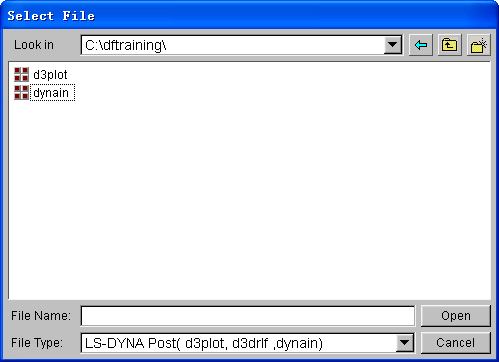 Select File
Look in C:\dftraining\
d3plot
dynain
File Name: Open
File Type: LS-DYNA Post( d3plot, d3drlf ,dynain) Cancel